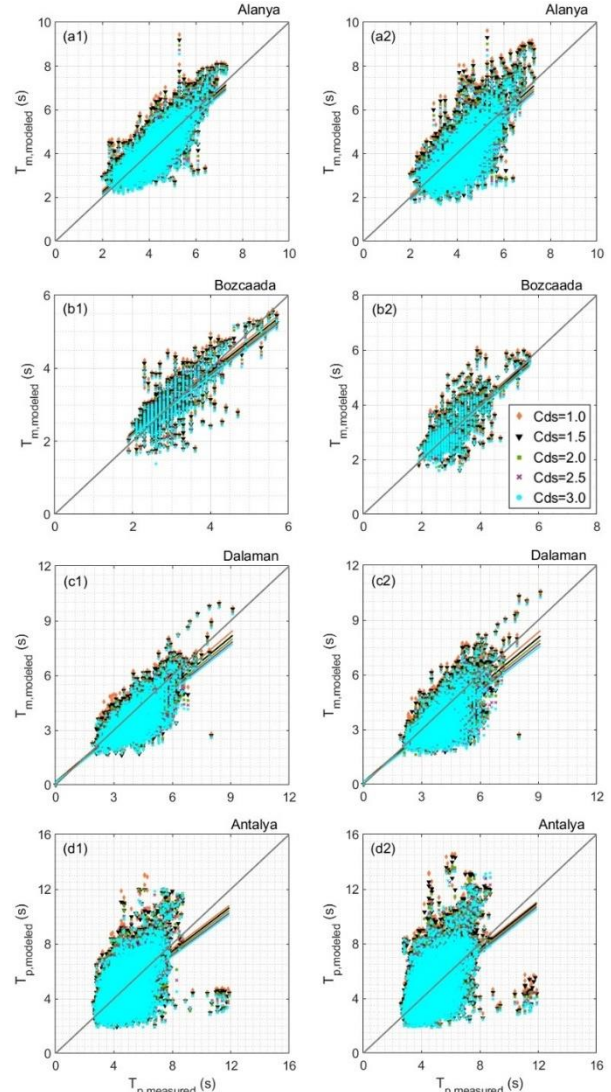 Alanya
(a1)
T_m,modeled (s)
10
8
6
4
2
0
0 2 4 6 8 10
Alanya
(a2)
T_m,modeled (s)
10
8
6
4
2
0
0 2 4 6 8 10
Bozcaada
(b1)
T_m,modeled (s)
6
4
2
0
0 2 4 6
Bozcaada
(b2)
T_m,modeled (s)
8
6
4
2
0
0 2 4 6 8
Cds=1.0
Cds=1.5
Cds=2.0
Cds=2.5
Cds=3.0
Dalaman
(c1)
T_m,modeled (s)
12
9
6
3
0
0 3 6 9 12
Dalaman
(c2)
T_m,modeled (s)
12
9
6
3
0
0 3 6 9 12
Antalya
(d1)
T_p,modeled (s)
16
12
8
4
0
0 4 8 12 16
T_p,measured (s)
Antalya
(d2)
T_p,modeled (s)
16
12
8
4
0
0 4 8 12 16
T_p,measured (s)